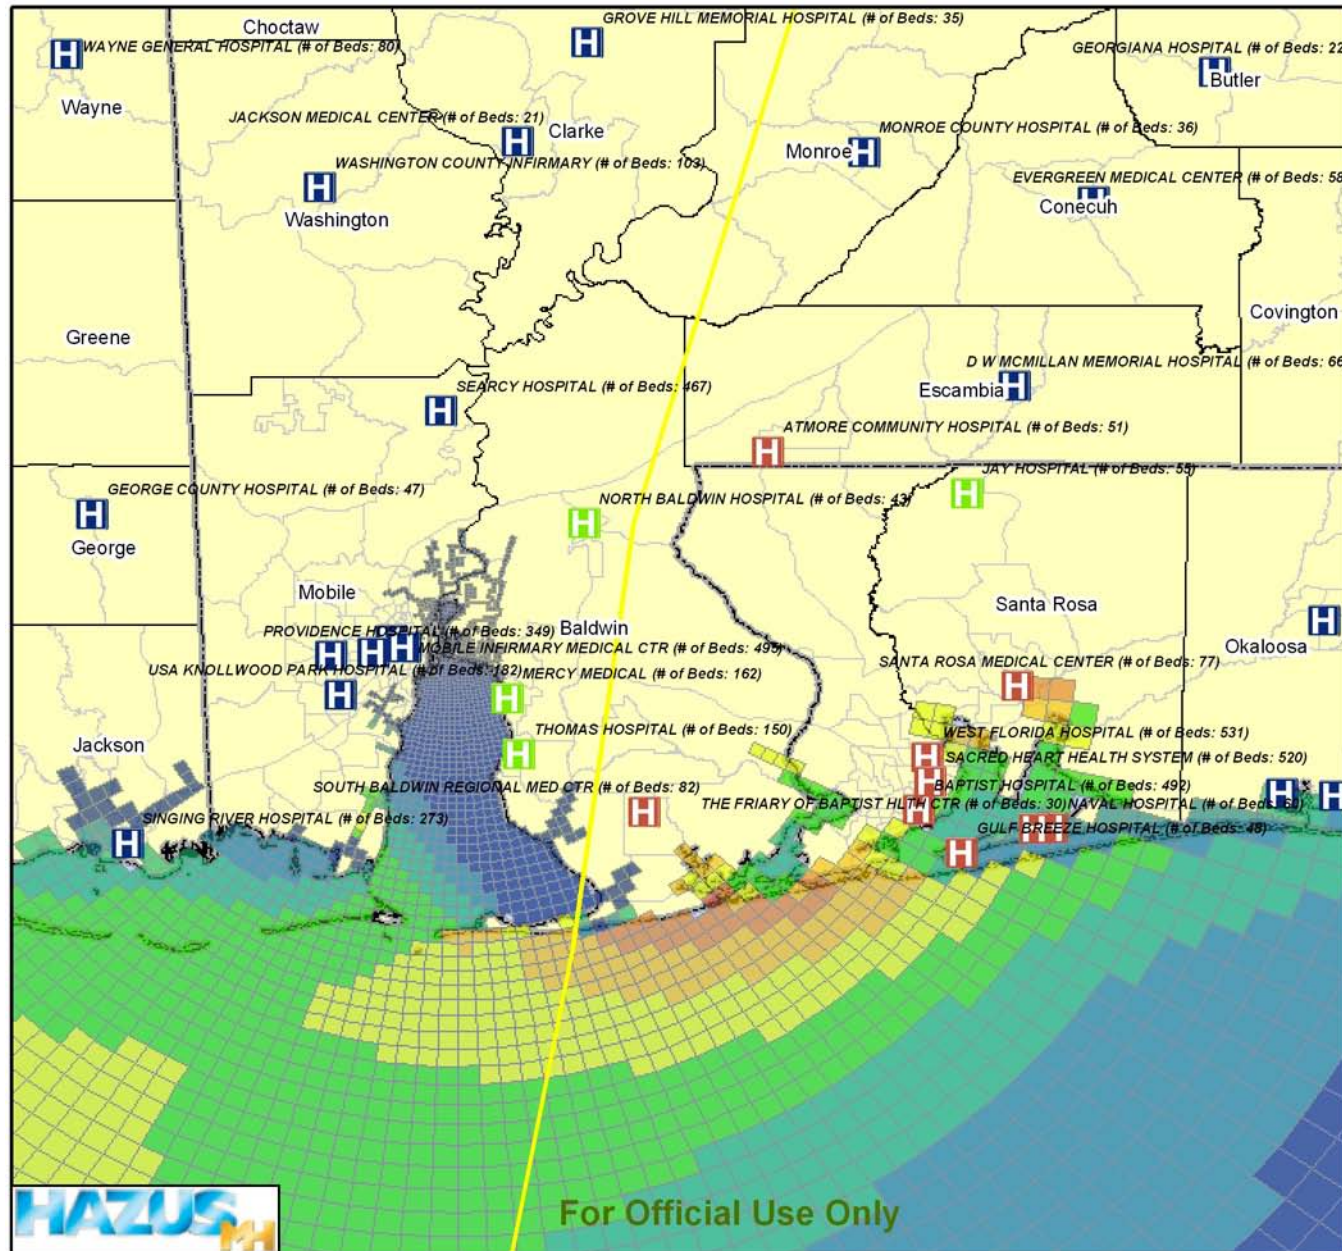 Choctaw
GROVE HILL MEMORIAL HOSPITAL (# of Beds: 35)
H WAYNE GENERAL HOSPITAL (# of Beds: 80)
H
GEORGIANA HOSPITAL (# of Beds: 22
H
Butler
Wayne
JACKSON MEDICAL CENTER (# of Beds: 21)
H
Clarke
MONROE COUNTY HOSPITAL (# of Beds: 36)
Monroe H
WASHINGTON COUNTY INFIRMARY (# of Beds: 103)
H
EVERGREEN MEDICAL CENTER (# of Beds: 58
H
Conecuh
Washington
Greene
Covington
D W MCMILLAN MEMORIAL HOSPITAL (# of Beds: 66
SEARCY HOSPITAL (# of Beds: 467)
H
Escambia H
ATMORE COMMUNITY HOSPITAL (# of Beds: 51)
H
JAY HOSPITAL (# of Beds: 55)
H
GEORGE COUNTY HOSPITAL (# of Beds: 47)
H
NORTH BALDWIN HOSPITAL (# of Beds: 43)
H
George
Mobile
Santa Rosa
H
PROVIDENCE HOSPITAL (# of Beds: 349)
Baldwin
H H H
MOBILE INFIRMARY MEDICAL CTR (# of Beds: 495)
Okaloosa
SANTA ROSA MEDICAL CENTER (# of Beds: 77)
H
USA KNOLLWOOD PARK HOSPITAL (# of Beds: 182)
MERCY MEDICAL (# of Beds: 162)
H
H
THOMAS HOSPITAL (# of Beds: 150)
H
WEST FLORIDA HOSPITAL (# of Beds: 531)
Jackson
H
SACRED HEART HEALTH SYSTEM (# of Beds: 520)
SOUTH BALDWIN REGIONAL MED CTR (# of Beds: 82)
H
H
BAPTIST HOSPITAL (# of Beds: 492)
H H
THE FRIARY OF BAPTIST HLTH CTR (# of Beds: 30)
H
NAVAL HOSPITAL (# of Beds: 60)
SINGING RIVER HOSPITAL (# of Beds: 273)
H
GULF BREEZE HOSPITAL (# of Beds: 48)
H H
H
For Official Use Only
HAZUS MH